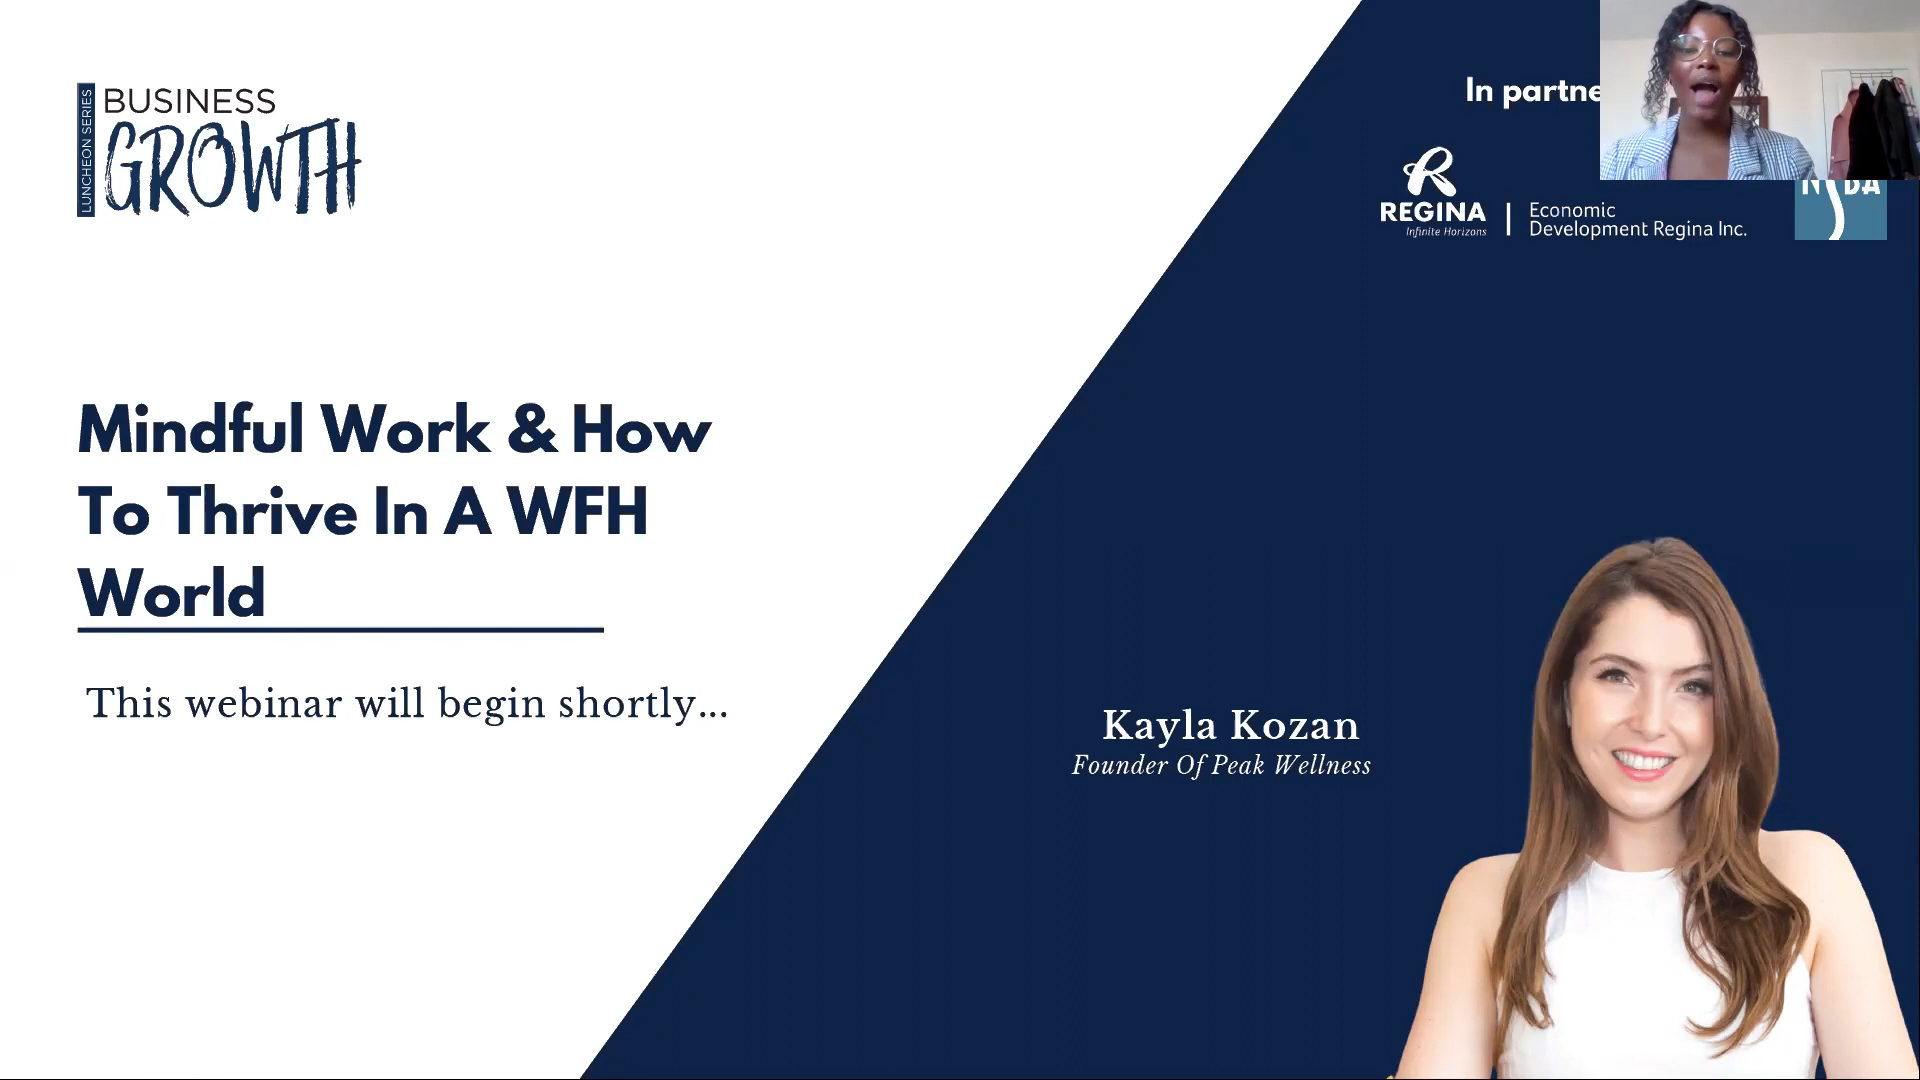 LUNCHEON SERIES
BUSINESS
GROWTH
In partne
REGINA
Infinite Horizons
Economic
Development Regina Inc.
Mindful Work & How
To Thrive In A WFH
World
This webinar will begin shortly...
Kayla Kozan
Founder Of Peak Wellness